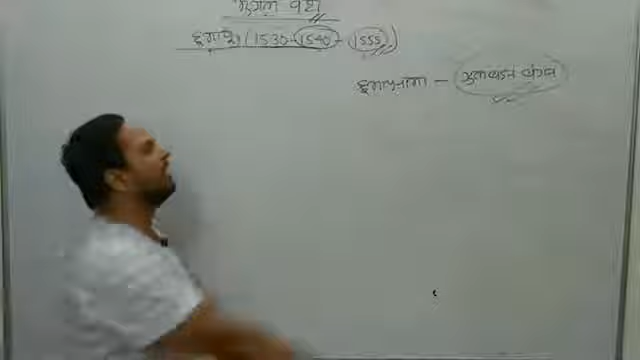 मुगल वंश
हुमायूं (1530-1540 - 1555)
हुमायूनामा - गुलबदन बेगम